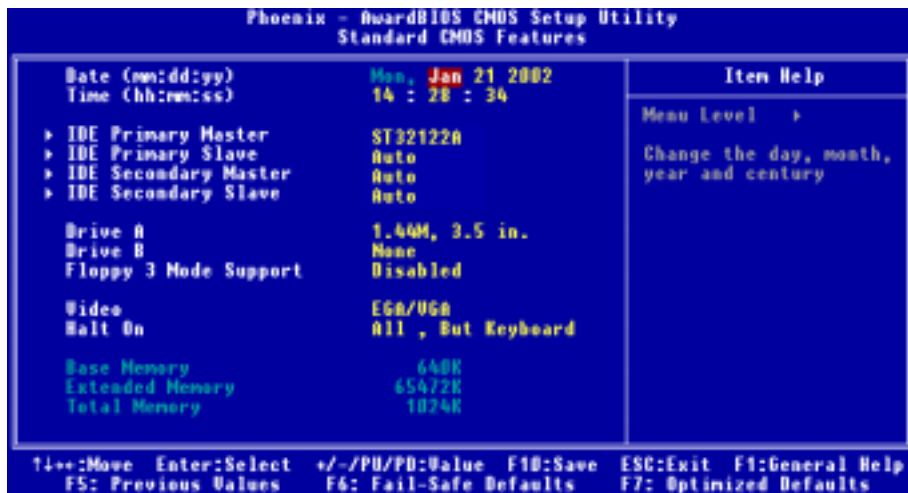 Phoenix - AwardBIOS CMOS Setup Utility
Standard CMOS Features
Date (mm:dd:yy) Mon, Jan 21 2002
Time (hh:mm:ss) 14 : 28 : 34
IDE Primary Master ST32122A
IDE Primary Slave Auto
IDE Secondary Master Auto
IDE Secondary Slave Auto
Drive A 1.44M, 3.5 in.
Drive B None
Floppy 3 Mode Support Disabled
Video EGA/VGA
Halt On All , But Keyboard
Base Memory 640K
Extended Memory 65472K
Total Memory 1024K
Item Help
Menu Level ▸
Change the day, month,
year and century
↑↓→←:Move Enter:Select +/-/PU/PD:Value F10:Save ESC:Exit F1:General Help
F5: Previous Values F6: Fail-Safe Defaults F7: Optimized Defaults